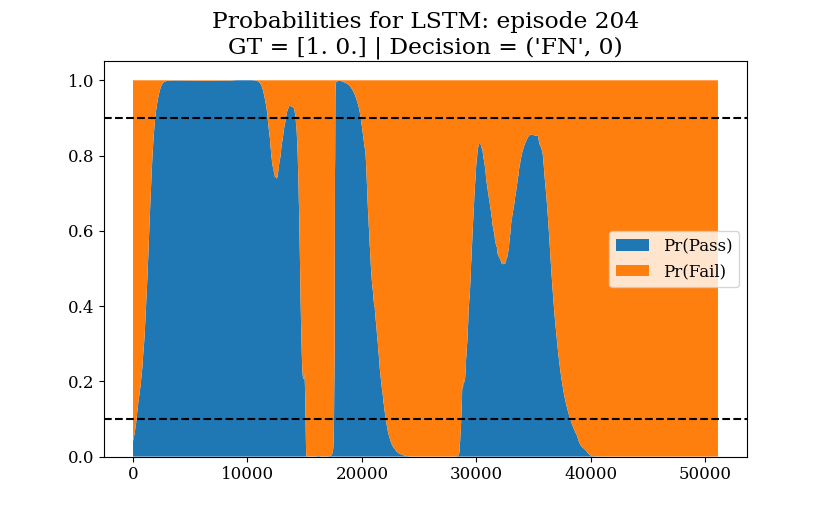 Probabilities for LSTM: episode 204
GT = [1. 0.] | Decision = ('FN', 0)
1.0
0.8
0.6
0.4
0.2
0.0
Pr(Pass)
Pr(Fail)
0 10000 20000 30000 40000 50000